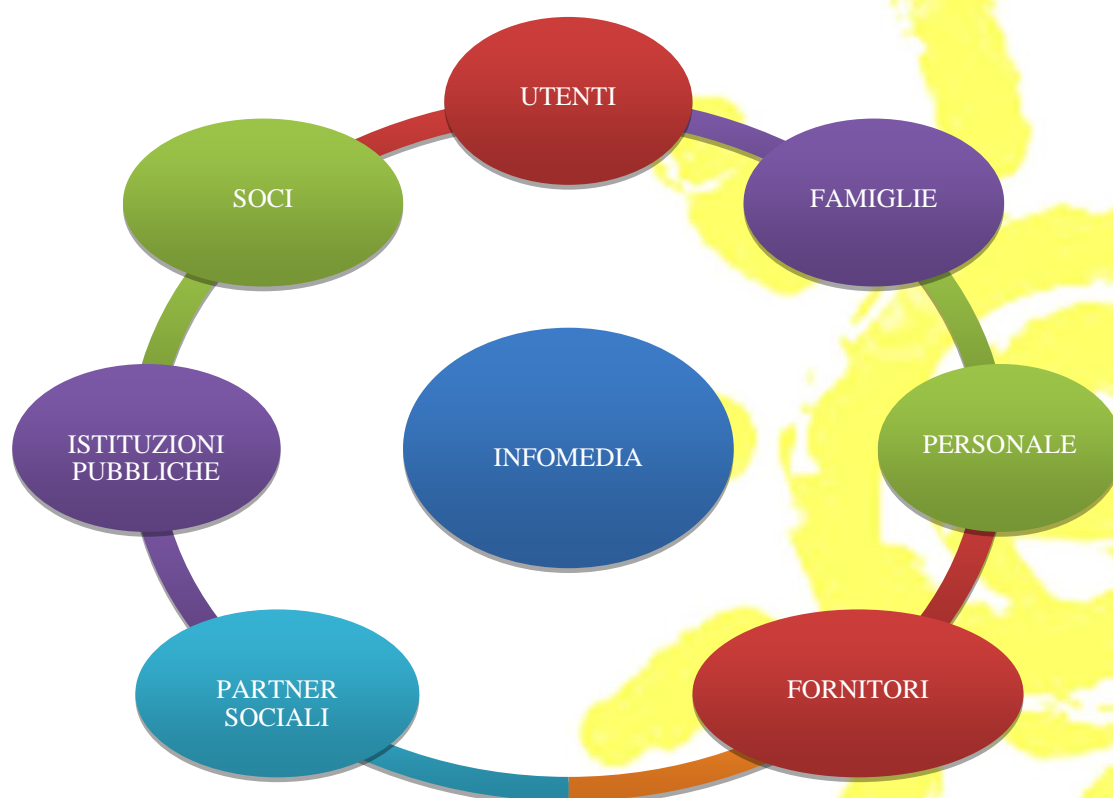 UTENTI
SOCI
FAMIGLIE
ISTITUZIONI
PUBBLICHE
INFOMEDIA
PERSONALE
PARTNER
SOCIALI
FORNITORI